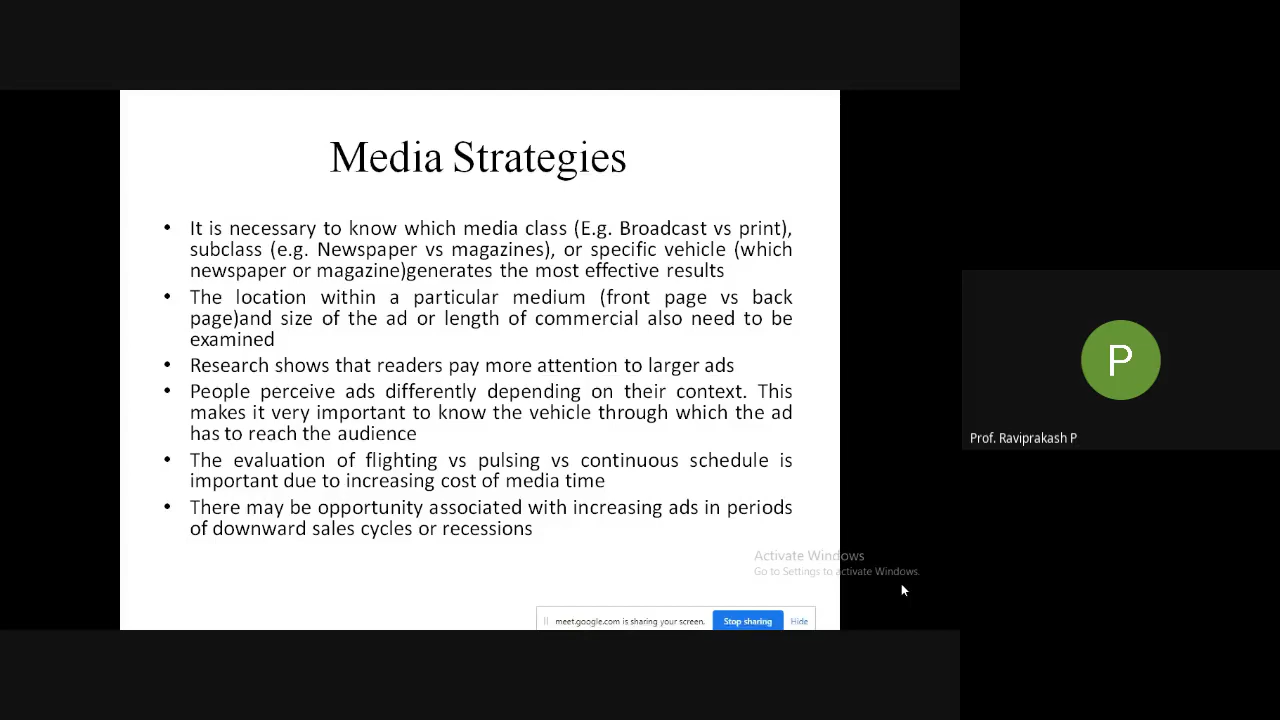 Media Strategies
• It is necessary to know which media class (E.g. Broadcast vs print),
subclass (e.g. Newspaper vs magazines), or specific vehicle (which
newspaper or magazine)generates the most effective results
• The location within a particular medium (front page vs back
page)and size of the ad or length of commercial also need to be
examined
• Research shows that readers pay more attention to larger ads
• People perceive ads differently depending on their context. This
makes it very important to know the vehicle through which the ad
has to reach the audience
• The evaluation of flighting vs pulsing vs continuous schedule is
important due to increasing cost of media time
• There may be opportunity associated with increasing ads in periods
of downward sales cycles or recessions
Activate Windows
Go to Settings to activate Windows.
meet.google.com is sharing your screen. Stop sharing Hide
P
Prof. Raviprakash P